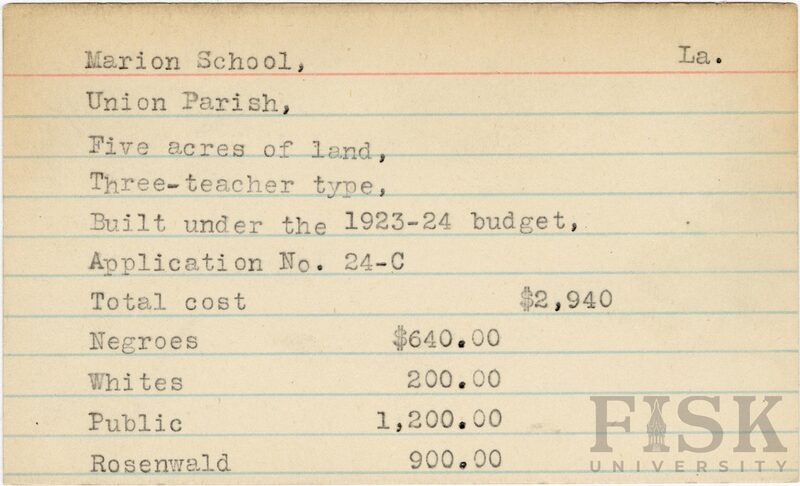 Marion School, La.
Union Parish,
Five acres of land,
Three-teacher type,
Built under the 1923-24 budget,
Application No. 24-C
Total cost $2,940
Negroes $640.00
Whites 200.00
Public 1,200.00
Rosenwald 900.00
FISK
UNIVERSITY